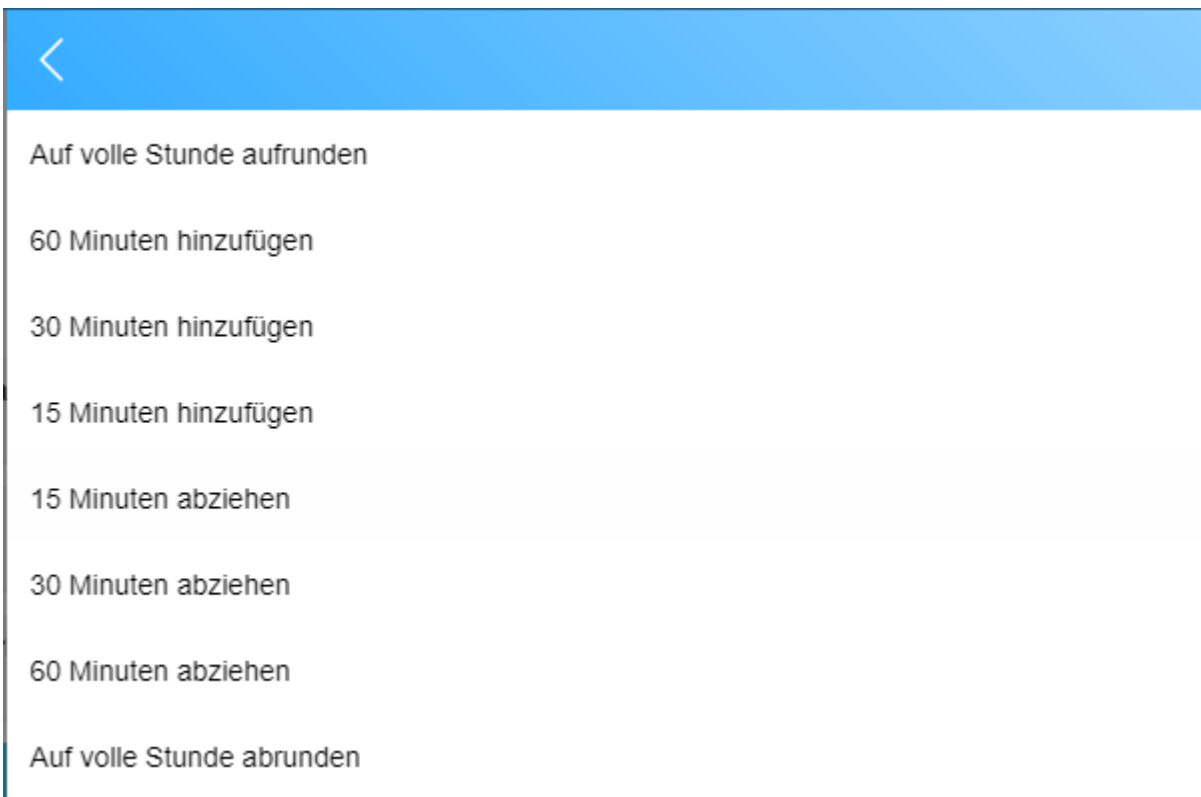 Auf volle Stunde aufrunden
60 Minuten hinzufügen
30 Minuten hinzufügen
15 Minuten hinzufügen
15 Minuten abziehen
30 Minuten abziehen
60 Minuten abziehen
Auf volle Stunde abrunden